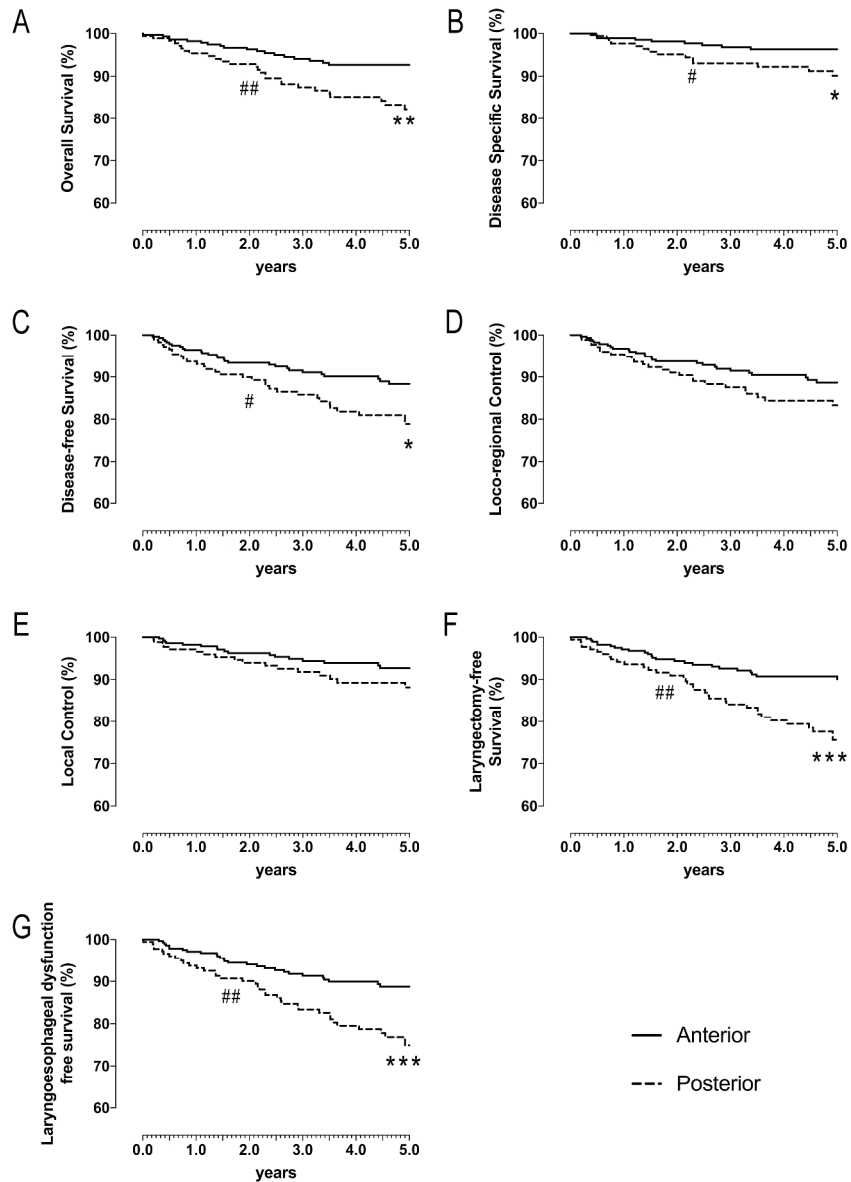 A
Overall Survival (%)
100
90
80
70
60
##
**
0.0 1.0 2.0 3.0 4.0 5.0
years
B
Disease Specific Survival (%)
100
90
80
70
60
#
*
0.0 1.0 2.0 3.0 4.0 5.0
years
C
Disease-free Survival (%)
100
90
80
70
60
#
*
0.0 1.0 2.0 3.0 4.0 5.0
years
D
Loco-regional Control (%)
100
90
80
70
60
0.0 1.0 2.0 3.0 4.0 5.0
years
E
Local Control (%)
100
90
80
70
60
0.0 1.0 2.0 3.0 4.0 5.0
years
F
Laryngectomy-free
Survival (%)
100
90
80
70
60
##
***
0.0 1.0 2.0 3.0 4.0 5.0
years
G
Laryngoesophageal dysfunction
free survival (%)
100
90
80
70
60
##
***
0.0 1.0 2.0 3.0 4.0 5.0
years
Anterior
Posterior